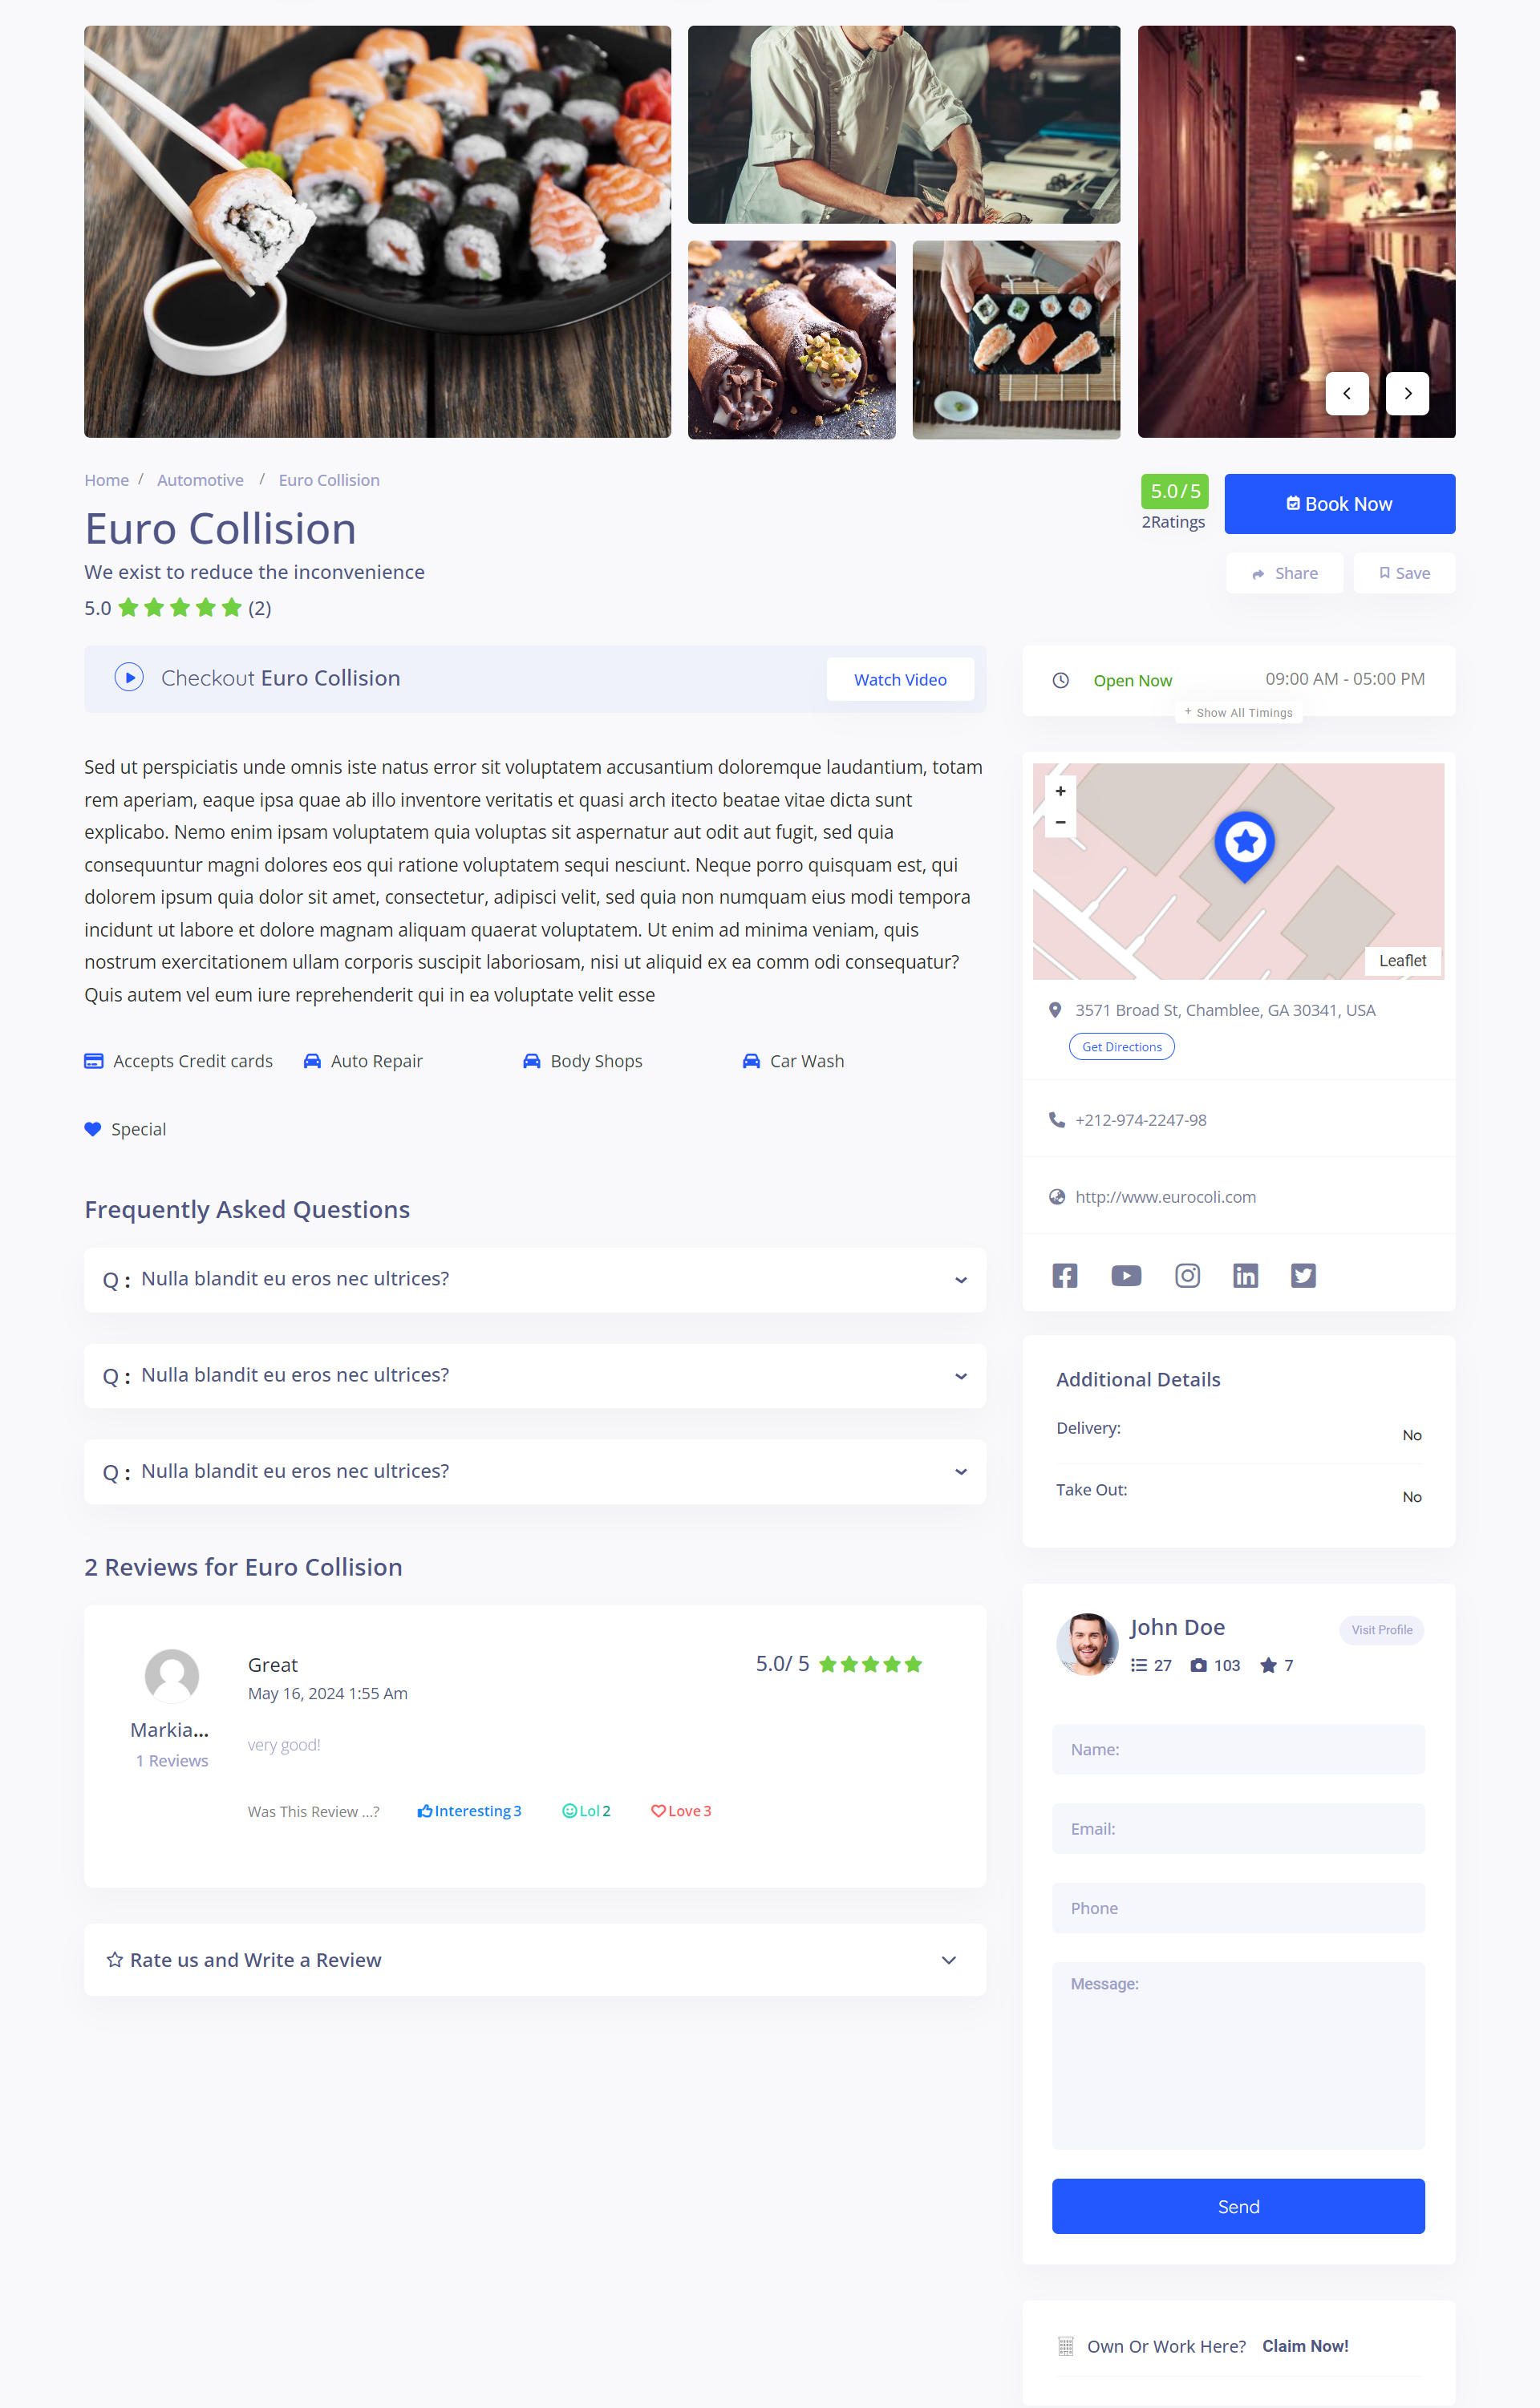 Home / Automotive / Euro Collision
Euro Collision
We exist to reduce the inconvenience
5.0 (2)
5.0/5
2Ratings
Book Now
Share
Save
Checkout Euro Collision
Watch Video
Sed ut perspiciatis unde omnis iste natus error sit voluptatem accusantium doloremque laudantium, totam
rem aperiam, eaque ipsa quae ab illo inventore veritatis et quasi arch itecto beatae vitae dicta sunt
explicabo. Nemo enim ipsam voluptatem quia voluptas sit aspernatur aut odit aut fugit, sed quia
consequuntur magni dolores eos qui ratione voluptatem sequi nesciunt. Neque porro quisquam est, qui
dolorem ipsum quia dolor sit amet, consectetur, adipisci velit, sed quia non numquam eius modi tempora
incidunt ut labore et dolore magnam aliquam quaerat voluptatem. Ut enim ad minima veniam, quis
nostrum exercitationem ullam corporis suscipit laboriosam, nisi ut aliquid ex ea comm odi consequatur?
Quis autem vel eum iure reprehenderit qui in ea voluptate velit esse
Accepts Credit cards
Auto Repair
Body Shops
Car Wash
Special
Frequently Asked Questions
Q : Nulla blandit eu eros nec ultrices?
Q : Nulla blandit eu eros nec ultrices?
Q : Nulla blandit eu eros nec ultrices?
2 Reviews for Euro Collision
Markia...
1 Reviews
Great
May 16, 2024 1:55 Am
5.0/ 5
very good!
Was This Review ...?
Interesting 3
Lol 2
Love 3
Rate us and Write a Review
Open Now
09:00 AM - 05:00 PM
+ Show All Timings
+
−
Leaflet
3571 Broad St, Chamblee, GA 30341, USA
Get Directions
+212-974-2247-98
http://www.eurocoli.com
Additional Details
Delivery:
No
Take Out:
No
John Doe
Visit Profile
27
103
7
Name:
Email:
Phone
Message:
Send
Own Or Work Here? Claim Now!